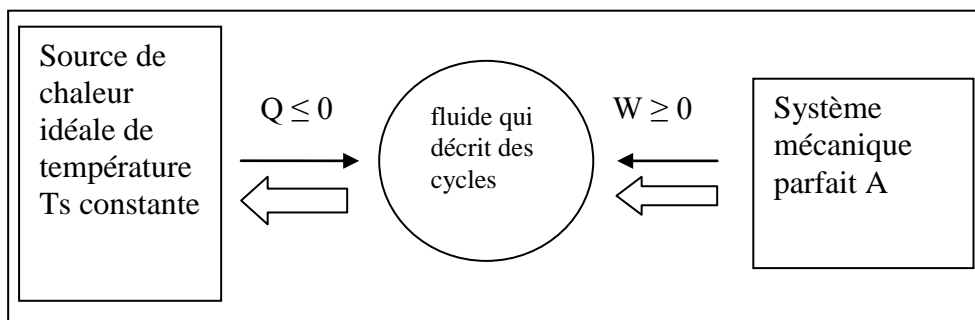 Source de
chaleur
idéale de
température
Ts constante
Q ≤ 0
fluide qui
décrit des
cycles
W ≥ 0
Système
mécanique
parfait A